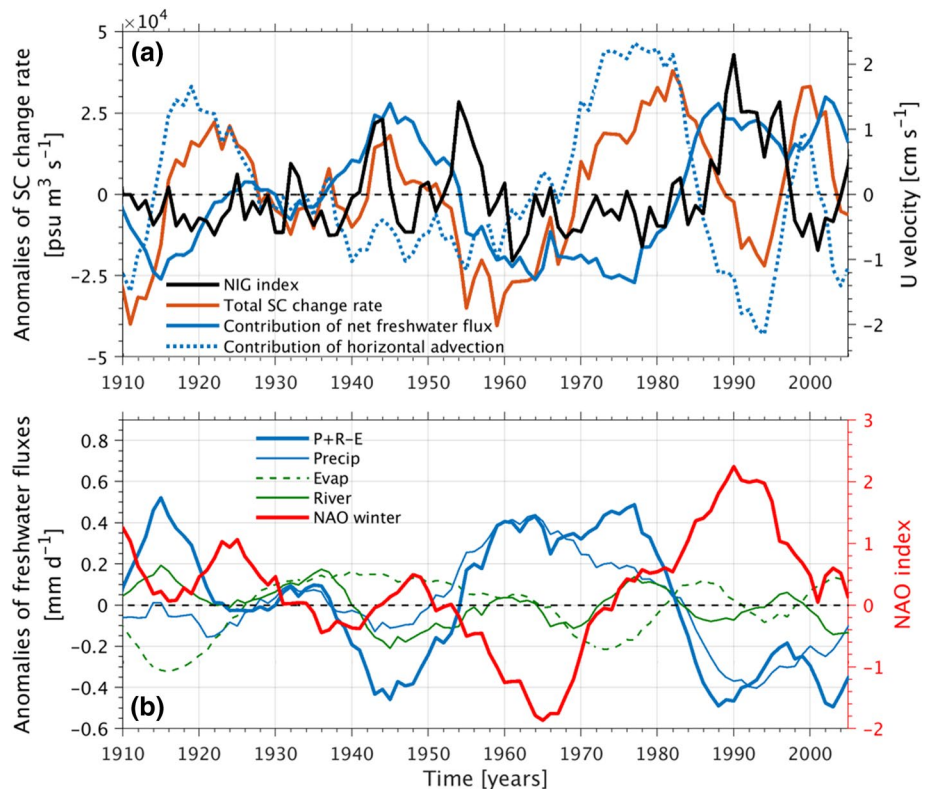 ×10⁴
(a)
Anomalies of SC change rate
[psu m³ s⁻¹]
5
2.5
0
−2.5
−5
2
1
0
−1
−2
U velocity [cm s⁻¹]
NIG index
Total SC change rate
Contribution of net freshwater flux
Contribution of horizontal advection
1910 1920 1930 1940 1950 1960 1970 1980 1990 2000
Anomalies of freshwater fluxes
[mm d⁻¹]
0.8
0.6
0.4
0.2
0
−0.2
−0.4
−0.6
P+R−E
Precip
Evap
River
NAO winter
3
2
1
0
−1
−2
NAO index
(b)
1910 1920 1930 1940 1950 1960 1970 1980 1990 2000
Time [years]